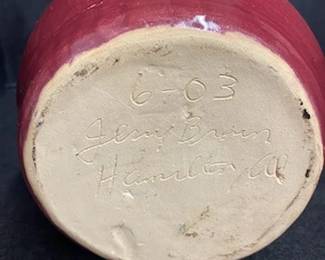 6-03
Jerry Brown
Hamilton, Al